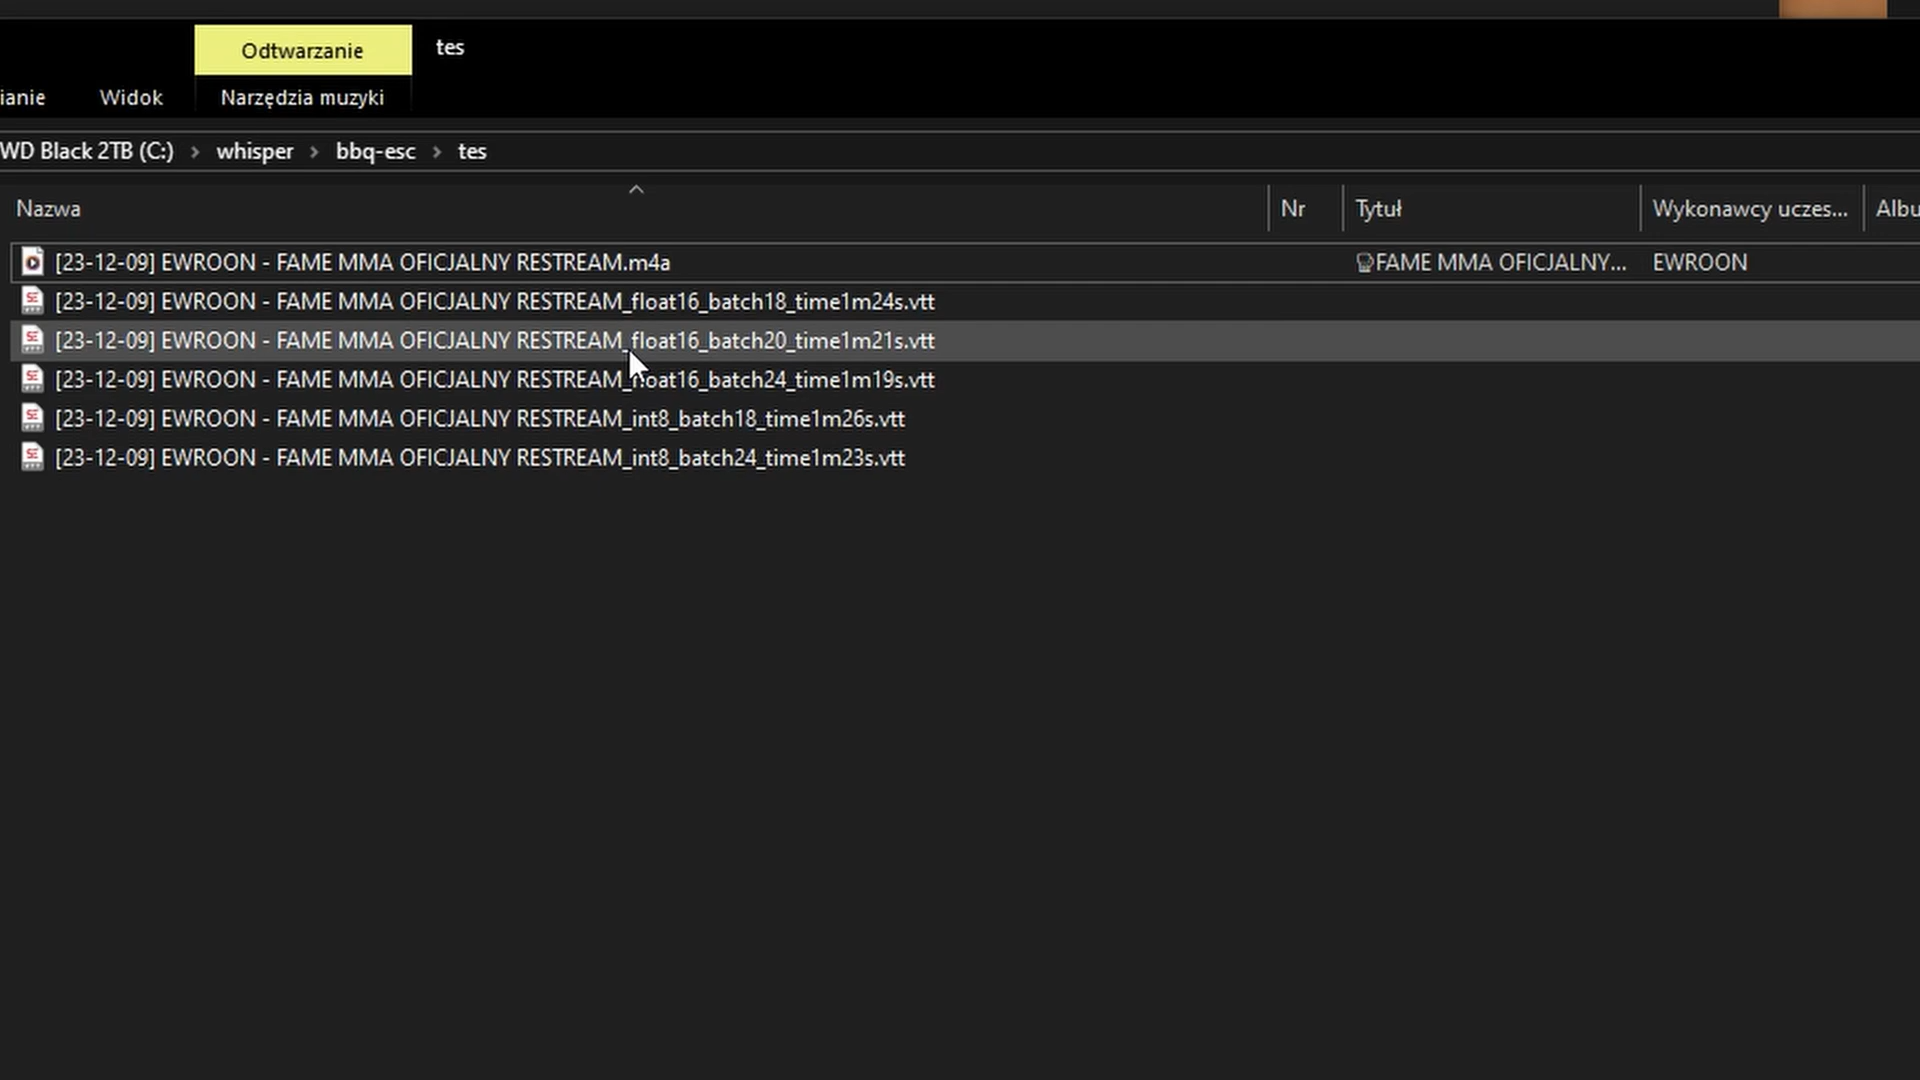 Odtwarzanie tes
ianie Widok Narzędzia muzyki
WD Black 2TB (C:) > whisper > bbq-esc > tes
Nazwa Nr Tytuł Wykonawcy uczes... Albu
[23-12-09] EWROON - FAME MMA OFICJALNY RESTREAM.m4a FAME MMA OFICJALNY... EWROON
[23-12-09] EWROON - FAME MMA OFICJALNY RESTREAM_float16_batch18_time1m24s.vtt
[23-12-09] EWROON - FAME MMA OFICJALNY RESTREAM_float16_batch20_time1m21s.vtt
[23-12-09] EWROON - FAME MMA OFICJALNY RESTREAM_float16_batch24_time1m19s.vtt
[23-12-09] EWROON - FAME MMA OFICJALNY RESTREAM_int8_batch18_time1m26s.vtt
[23-12-09] EWROON - FAME MMA OFICJALNY RESTREAM_int8_batch24_time1m23s.vtt